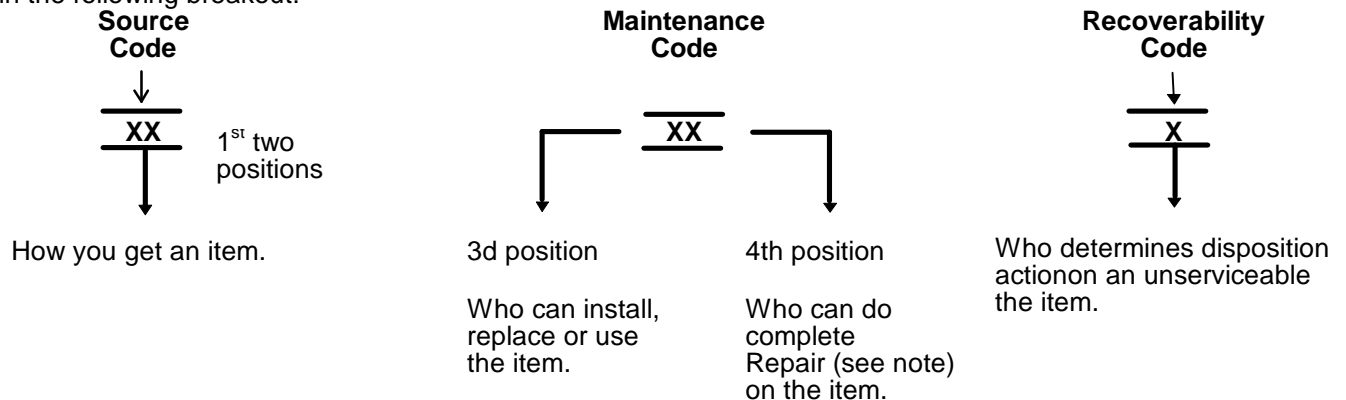 in the following breakout:
Source
Code
XX
1st two
positions
How you get an item.
Maintenance
Code
XX
3d position
Who can install,
replace or use
the item.
4th position
Who can do
complete
Repair (see note)
on the item.
Recoverability
Code
X
Who determines disposition
actionon an unserviceable
the item.